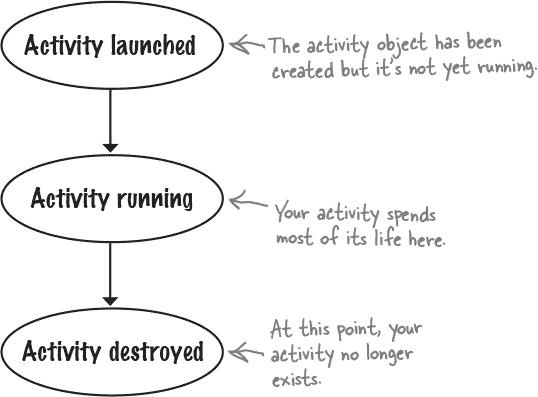 Activity launched
The activity object has been
created but it's not yet running.
Activity running
Your activity spends
most of its life here.
Activity destroyed
At this point, your
activity no longer
exists.